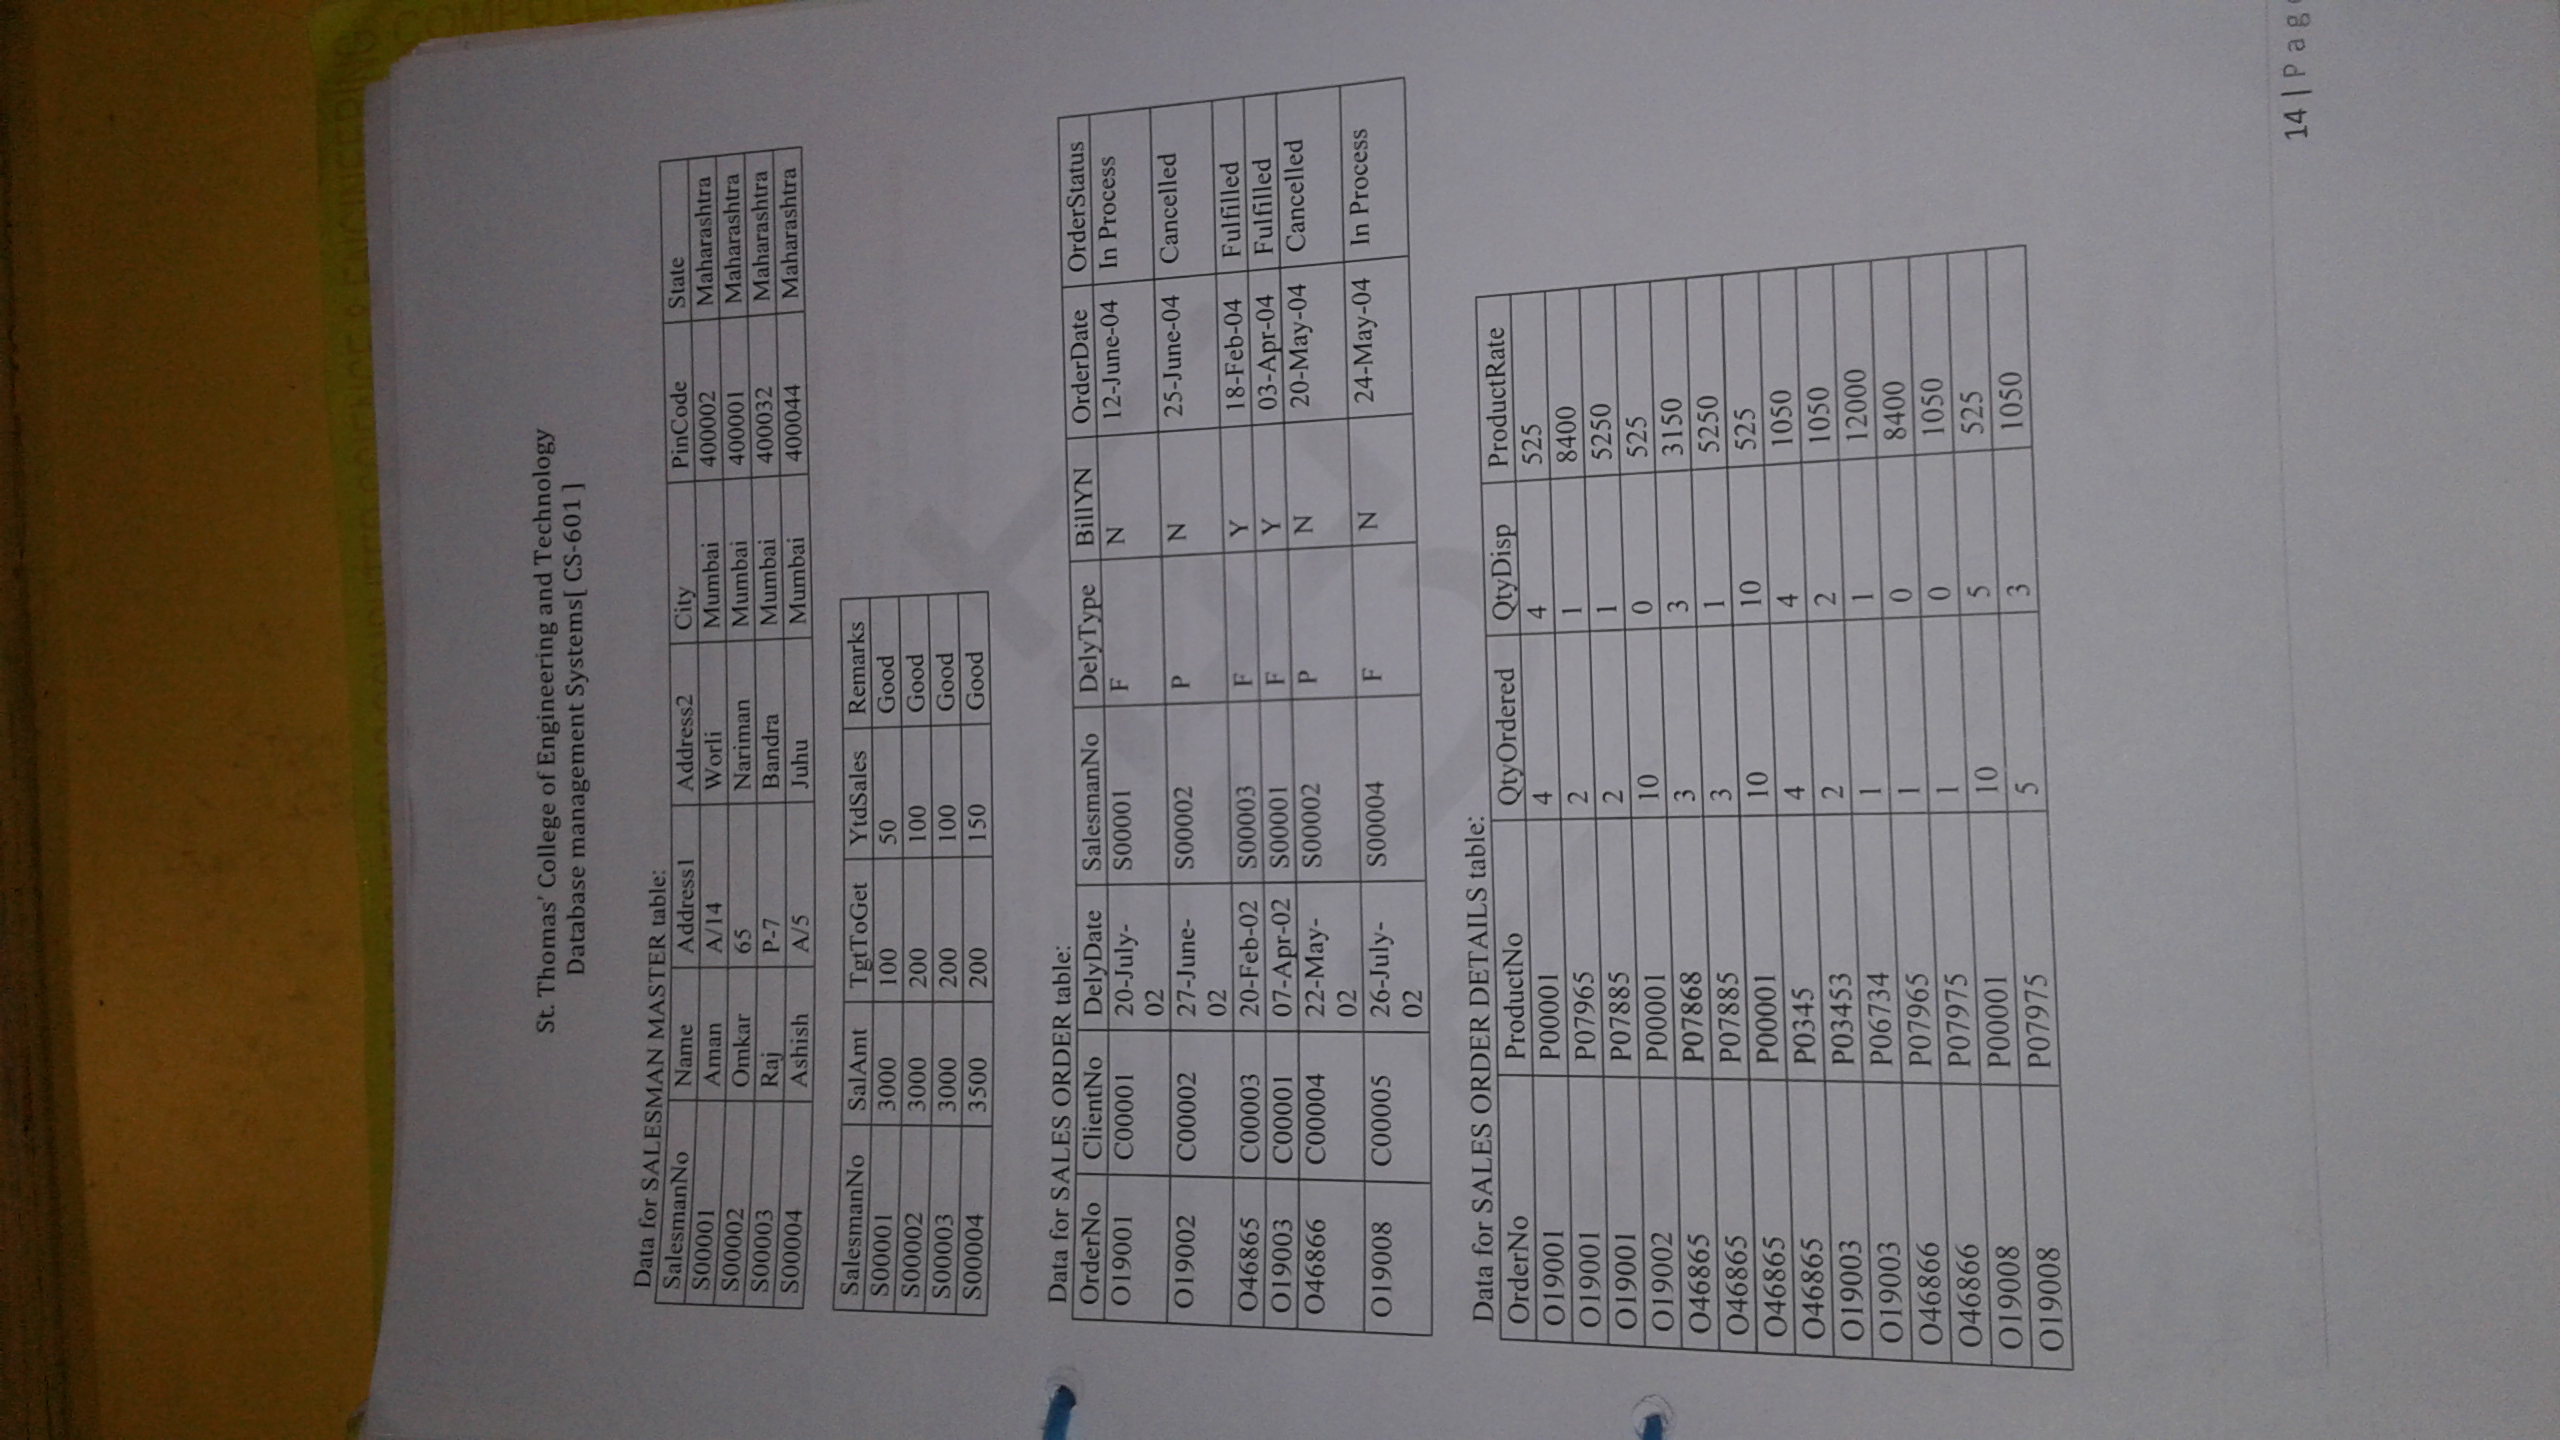 COMPUTER SCIENCE & ENGINEERING
St. Thomas' College of Engineering and Technology
Database management Systems[ CS-601 ]
Data for SALESMAN MASTER table:
SalesmanNo Name Address1 Address2 City PinCode State
S00001 Aman A/14 Worli Mumbai 400002 Maharashtra
S00002 Omkar 65 Nariman Mumbai 400001 Maharashtra
S00003 Raj P-7 Bandra Mumbai 400032 Maharashtra
S00004 Ashish A/5 Juhu Mumbai 400044 Maharashtra
SalesmanNo SalAmt TgtToGet YtdSales Remarks
S00001 3000 100 50 Good
S00002 3000 200 100 Good
S00003 3000 200 100 Good
S00004 3500 200 150 Good
Data for SALES ORDER table:
OrderNo ClientNo DelyDate SalesmanNo DelyType BillYN OrderDate OrderStatus
O19001 C00001 20-July- S00001 F N 12-June-04 In Process
02
O19002 C00002 27-June- S00002 P N 25-June-04 Cancelled
02
O46865 C00003 20-Feb-02 S00003 F Y 18-Feb-04 Fulfilled
O19003 C00001 07-Apr-02 S00001 F Y 03-Apr-04 Fulfilled
O46866 C00004 22-May- S00002 P N 20-May-04 Cancelled
02
O19008 C00005 26-July- S00004 F N 24-May-04 In Process
02
Data for SALES ORDER DETAILS table:
OrderNo ProductNo QtyOrdered QtyDisp ProductRate
O19001 P00001 4 4 525
O19001 P07965 2 1 8400
O19001 P07885 2 1 5250
O19002 P00001 10 0 525
O46865 P07868 3 3 3150
O46865 P07885 3 1 5250
O46865 P00001 10 10 525
O46865 P0345 4 4 1050
O19003 P03453 2 2 1050
O19003 P06734 1 1 12000
O46866 P07965 1 0 8400
O46866 P07975 1 0 1050
O19008 P00001 10 5 525
O19008 P07975 5 3 1050
14 | Pag